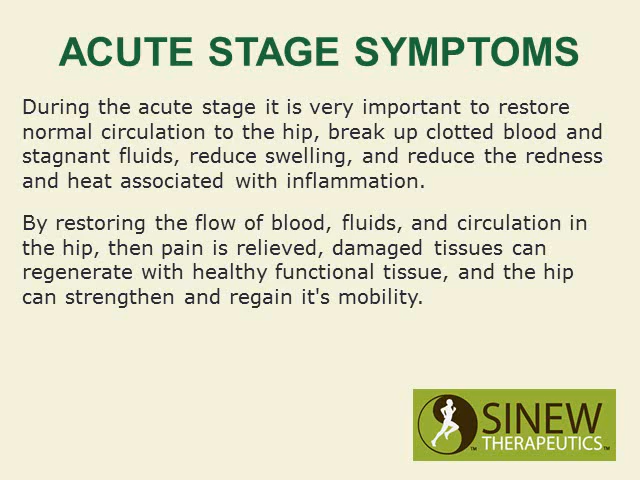 ACUTE STAGE SYMPTOMS
During the acute stage it is very important to restore
normal circulation to the hip, break up clotted blood and
stagnant fluids, reduce swelling, and reduce the redness
and heat associated with inflammation.
By restoring the flow of blood, fluids, and circulation in
the hip, then pain is relieved, damaged tissues can
regenerate with healthy functional tissue, and the hip
can strengthen and regain it's mobility.
SINEW
THERAPEUTICS
™ ™